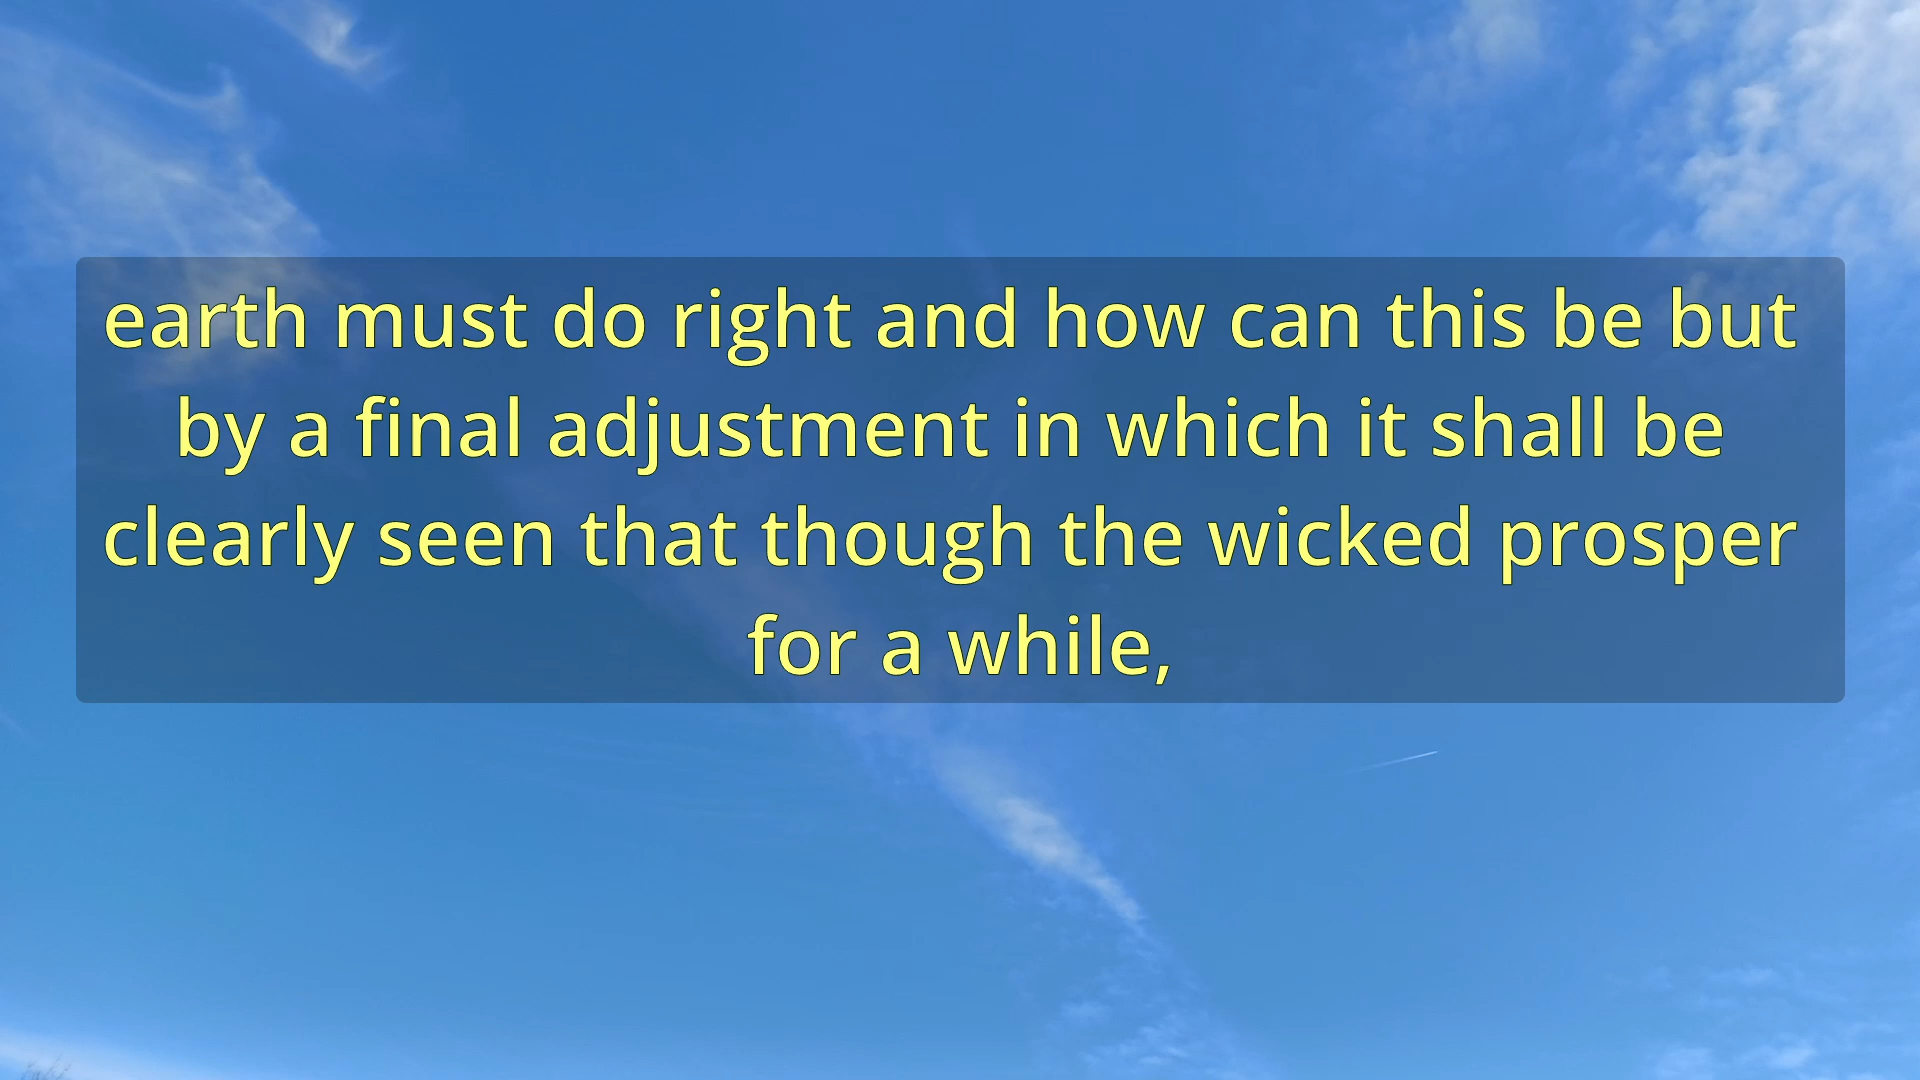 earth must do right and how can this be but
by a final adjustment in which it shall be
clearly seen that though the wicked prosper
for a while,